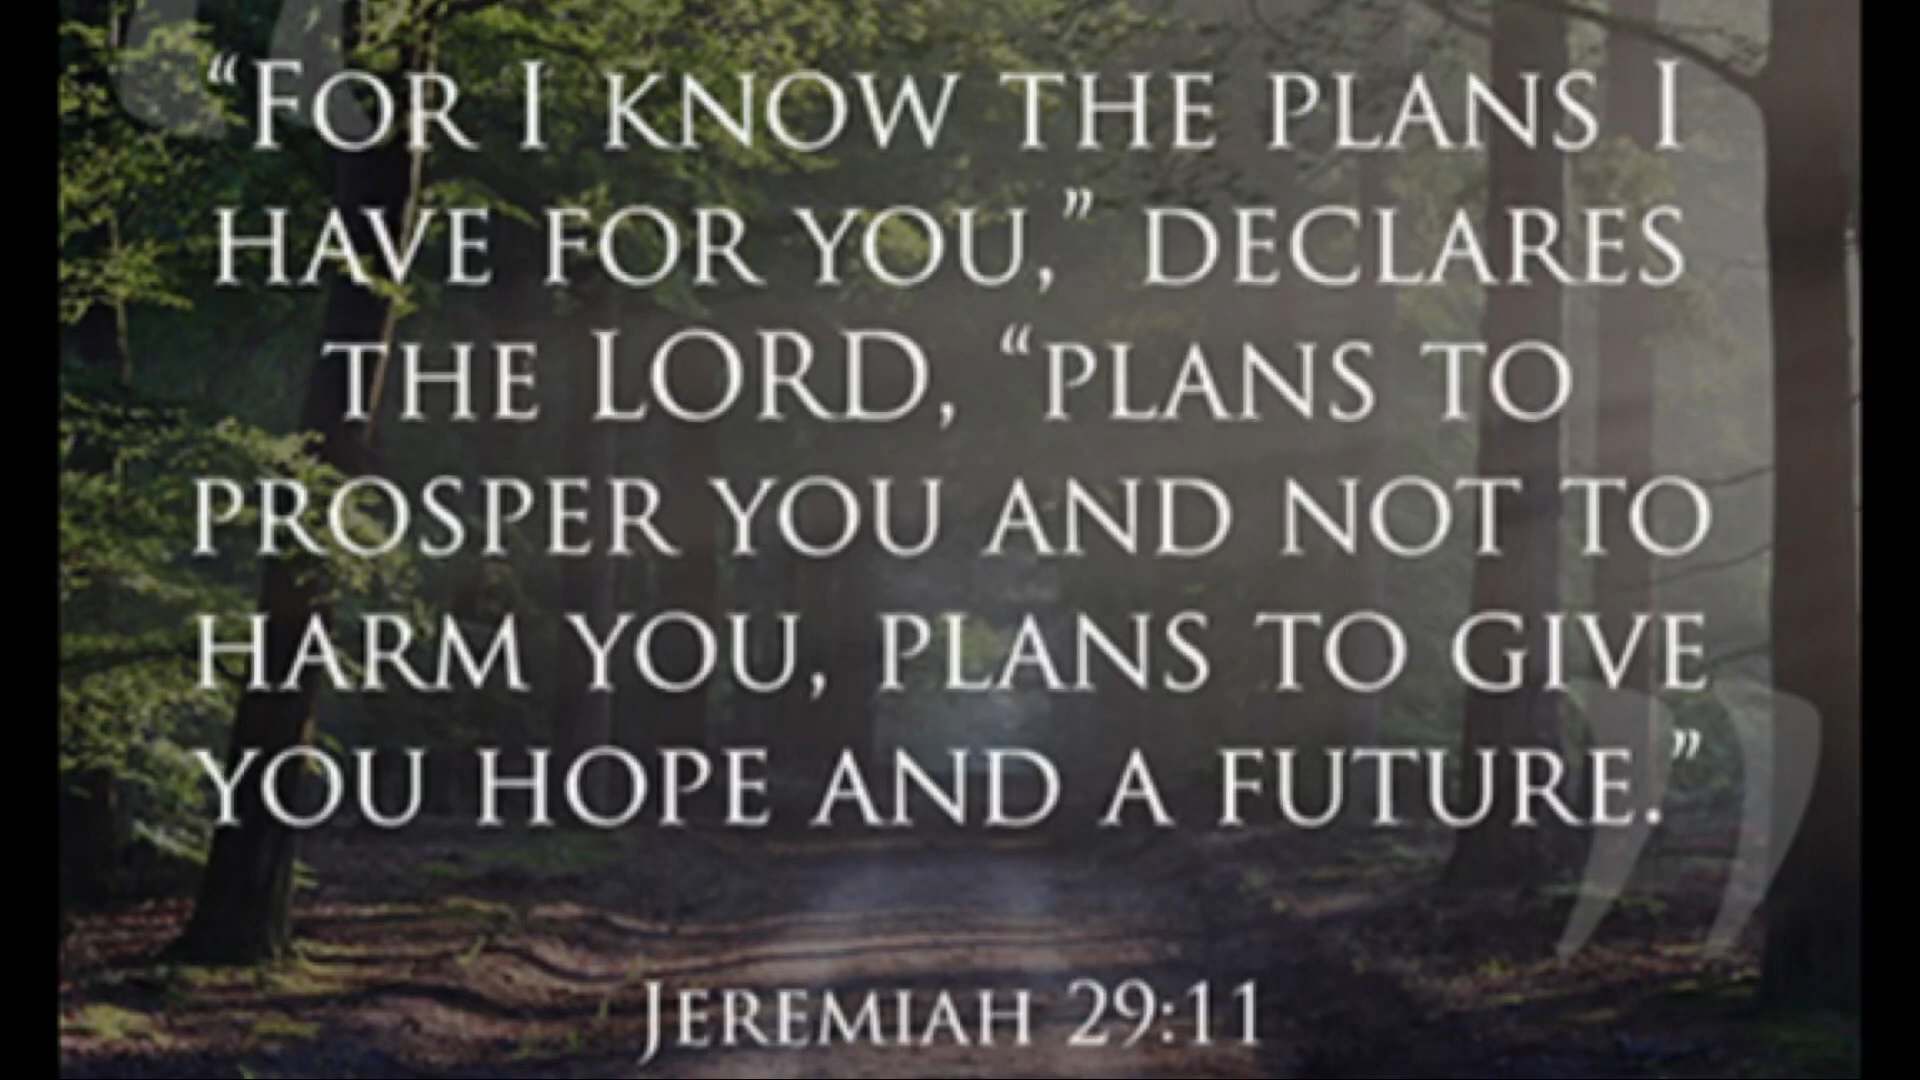 “For I know the plans I
have for you,” declares
the LORD, “plans to
prosper you and not to
harm you, plans to give
you hope and a future.”
Jeremiah 29:11